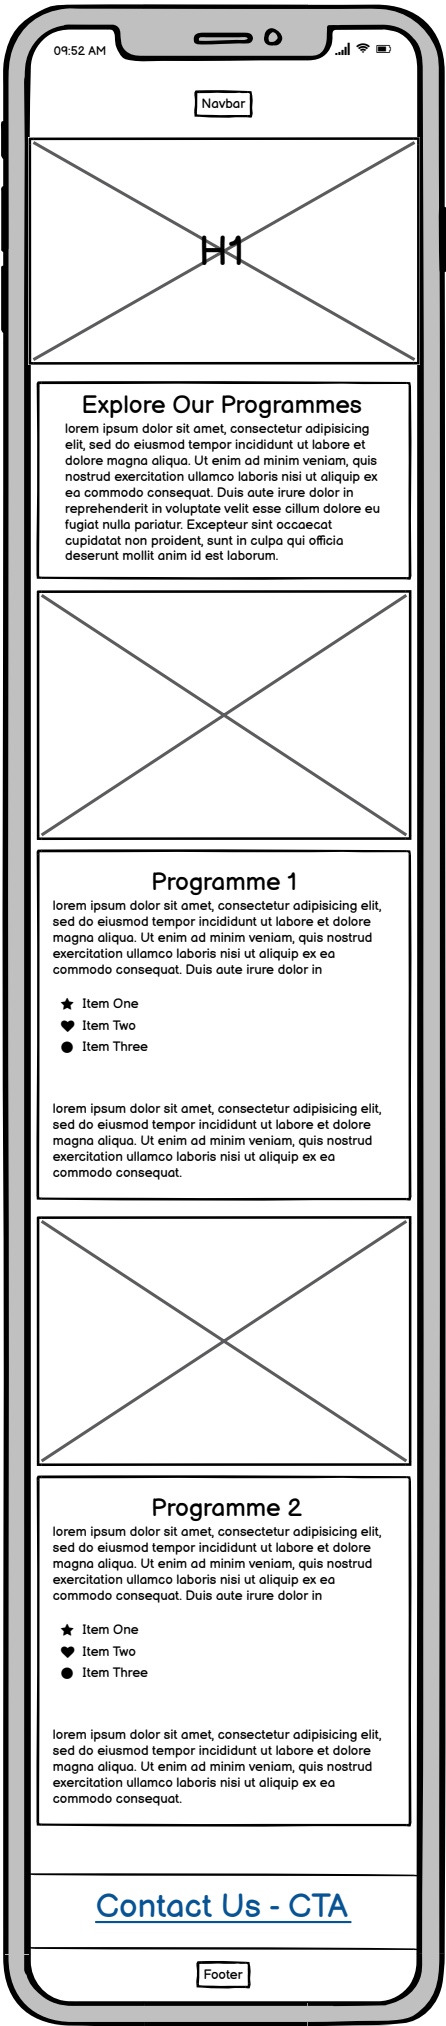 09:52 AM
Navbar
H1
Explore Our Programmes
lorem ipsum dolor sit amet, consectetur adipisicing
elit, sed do eiusmod tempor incididunt ut labore et
dolore magna aliqua. Ut enim ad minim veniam, quis
nostrud exercitation ullamco laboris nisi ut aliquip ex
ea commodo consequat. Duis aute irure dolor in
reprehenderit in voluptate velit esse cillum dolore eu
fugiat nulla pariatur. Excepteur sint occaecat
cupidatat non proident, sunt in culpa qui officia
deserunt mollit anim id est laborum.
Programme 1
lorem ipsum dolor sit amet, consectetur adipisicing elit,
sed do eiusmod tempor incididunt ut labore et dolore
magna aliqua. Ut enim ad minim veniam, quis nostrud
exercitation ullamco laboris nisi ut aliquip ex ea
commodo consequat. Duis aute irure dolor in
Item One
Item Two
Item Three
lorem ipsum dolor sit amet, consectetur adipisicing elit,
sed do eiusmod tempor incididunt ut labore et dolore
magna aliqua. Ut enim ad minim veniam, quis nostrud
exercitation ullamco laboris nisi ut aliquip ex ea
commodo consequat.
Programme 2
lorem ipsum dolor sit amet, consectetur adipisicing elit,
sed do eiusmod tempor incididunt ut labore et dolore
magna aliqua. Ut enim ad minim veniam, quis nostrud
exercitation ullamco laboris nisi ut aliquip ex ea
commodo consequat. Duis aute irure dolor in
Item One
Item Two
Item Three
lorem ipsum dolor sit amet, consectetur adipisicing elit,
sed do eiusmod tempor incididunt ut labore et dolore
magna aliqua. Ut enim ad minim veniam, quis nostrud
exercitation ullamco laboris nisi ut aliquip ex ea
commodo consequat.
Contact Us - CTA
Footer